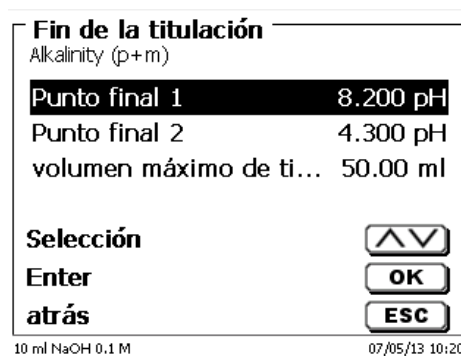 Fin de la titulación
Alkalinity (p+m)
Punto final 1 8.200 pH
Punto final 2 4.300 pH
volumen máximo de ti... 50.00 ml
Selección
Enter OK
atrás ESC
10 ml NaOH 0.1 M 07/05/13 10:20